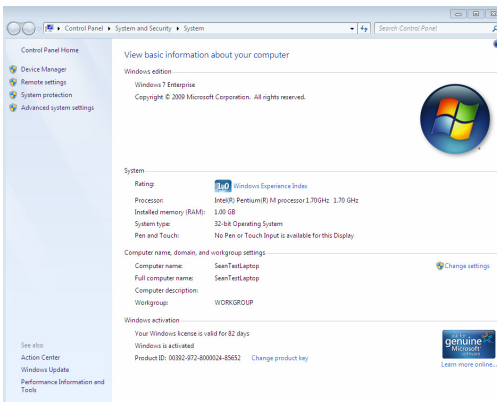 Control Panel ▸ System and Security ▸ System
Search Control Panel
Control Panel Home
Device Manager
Remote settings
System protection
Advanced system settings
View basic information about your computer
Windows edition
Windows 7 Enterprise
Copyright © 2009 Microsoft Corporation. All rights reserved.
System
Rating: 1,0 Windows Experience Index
Processor: Intel(R) Pentium(R) M processor 1.70GHz 1.70 GHz
Installed memory (RAM): 1.00 GB
System type: 32-bit Operating System
Pen and Touch: No Pen or Touch Input is available for this Display
Computer name, domain, and workgroup settings
Computer name: SeanTestLaptop
Change settings
Full computer name: SeanTestLaptop
Computer description:
Workgroup: WORKGROUP
Windows activation
Your Windows license is valid for 82 days
Windows is activated
Product ID: 00392-972-8000024-85652 Change product key
ask for
genuine
Microsoft
software
Learn more online...
See also
Action Center
Windows Update
Performance Information and
Tools